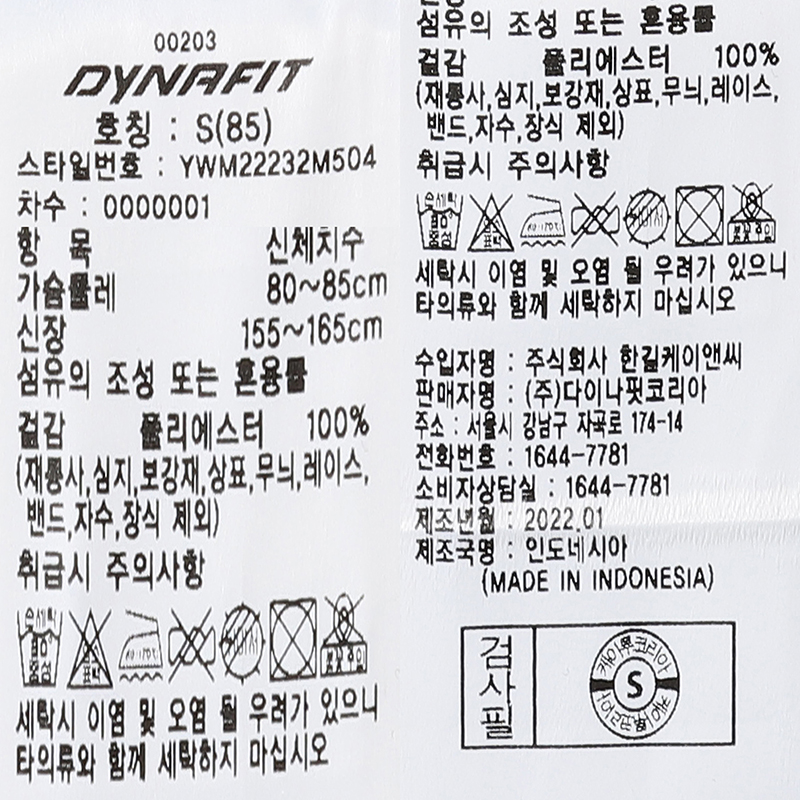 00203
DYNAFIT
호칭 : S(85)
스타일번호 : YWM22232M504
차수 : 0000001
항 목 신체치수
가슴둘레 80~85cm
신장 155~165cm
섬유의 조성 또는 혼용률
겉감 폴리에스터 100%
(재봉사,심지,보강재,상표,무늬,레이스,
밴드,자수,장식 제외)
취급시 주의사항
손세탁
중성
세탁시 이염 및 오염 될 우려가 있으니
타의류와 함께 세탁하지 마십시오
섬유의 조성 또는 혼용률
겉감 폴리에스터 100%
(재봉사,심지,보강재,상표,무늬,레이스,
밴드,자수,장식 제외)
취급시 주의사항
손세탁
중성
세탁시 이염 및 오염 될 우려가 있으니
타의류와 함께 세탁하지 마십시오
수입자명 : 주식회사 한길케이앤씨
판매자명 : (주)다이나핏코리아
주소 : 서울시 강남구 자곡로 174-14
전화번호 : 1644-7781
소비자상담실 : 1644-7781
제조년월 : 2022.01
제조국명 : 인도네시아
(MADE IN INDONESIA)
검사필
S